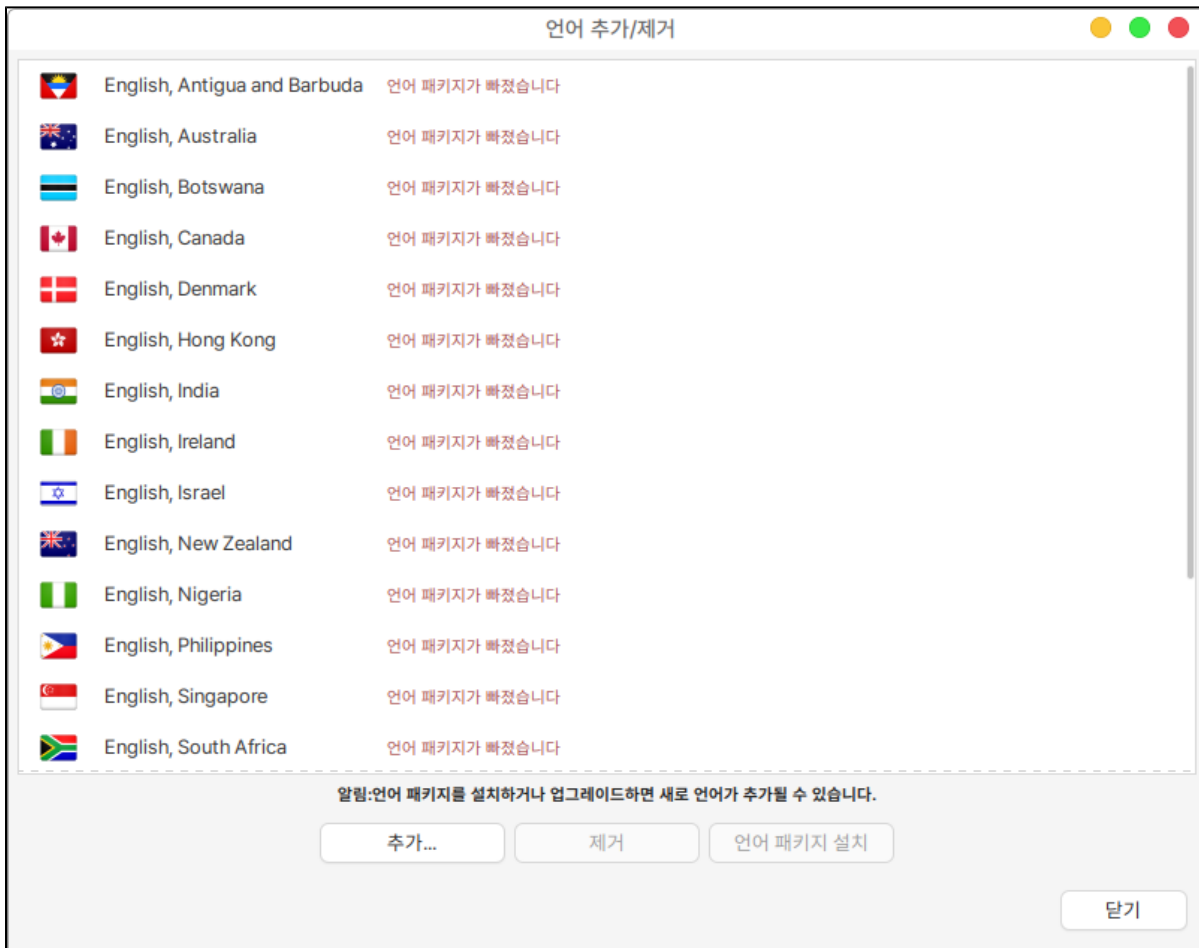 언어 추가/제거
English, Antigua and Barbuda 언어 패키지가 빠졌습니다
English, Australia 언어 패키지가 빠졌습니다
English, Botswana 언어 패키지가 빠졌습니다
English, Canada 언어 패키지가 빠졌습니다
English, Denmark 언어 패키지가 빠졌습니다
English, Hong Kong 언어 패키지가 빠졌습니다
English, India 언어 패키지가 빠졌습니다
English, Ireland 언어 패키지가 빠졌습니다
English, Israel 언어 패키지가 빠졌습니다
English, New Zealand 언어 패키지가 빠졌습니다
English, Nigeria 언어 패키지가 빠졌습니다
English, Philippines 언어 패키지가 빠졌습니다
English, Singapore 언어 패키지가 빠졌습니다
English, South Africa 언어 패키지가 빠졌습니다
알림:언어 패키지를 설치하거나 업그레이드하면 새로 언어가 추가될 수 있습니다.
추가... 제거 언어 패키지 설치
닫기